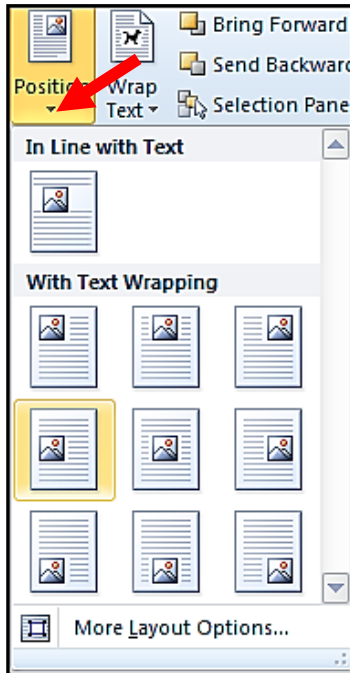 Bring Forward
Send Backward
Position Wrap
Text
Selection Pane
In Line with Text
With Text Wrapping
More Layout Options...